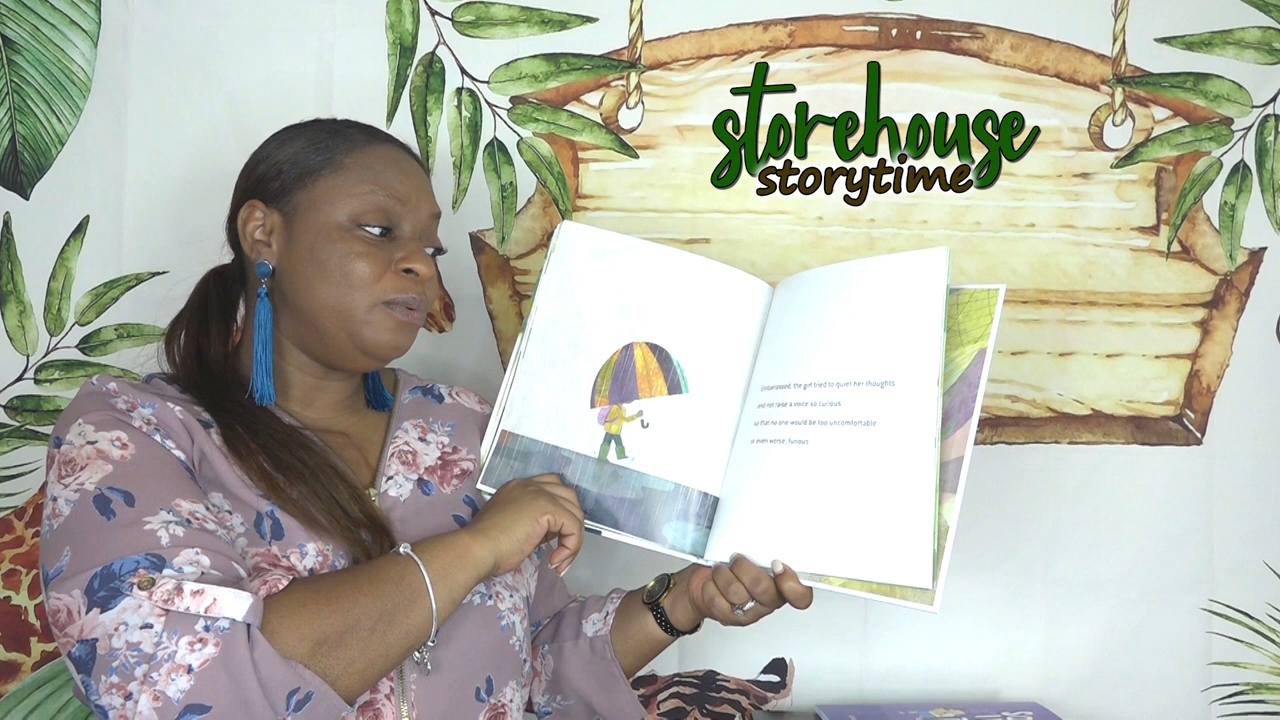 storehouse
storytime
Embarrassed, the girl tried to quiet her thoughts
and not raise a voice so curious
so that no one would be too uncomfortable
or even worse, furious